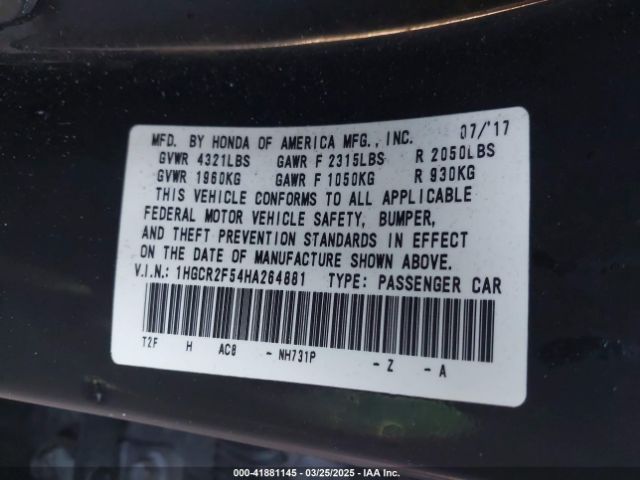 MFD. BY HONDA OF AMERICA MFG., INC. 07/'17
GVWR 4321LBS GAWR F 2315LBS R 2050LBS
GVWR 1960KG GAWR F 1050KG R 930KG
THIS VEHICLE CONFORMS TO ALL APPLICABLE
FEDERAL MOTOR VEHICLE SAFETY, BUMPER,
AND THEFT PREVENTION STANDARDS IN EFFECT
ON THE DATE OF MANUFACTURE SHOWN ABOVE.
V.I.N.: 1HGCR2F54HA264881 TYPE: PASSENGER CAR
T2F H AC8 - NH731P - Z - A
000-41881145 - 03/25/2025 - IAA Inc.